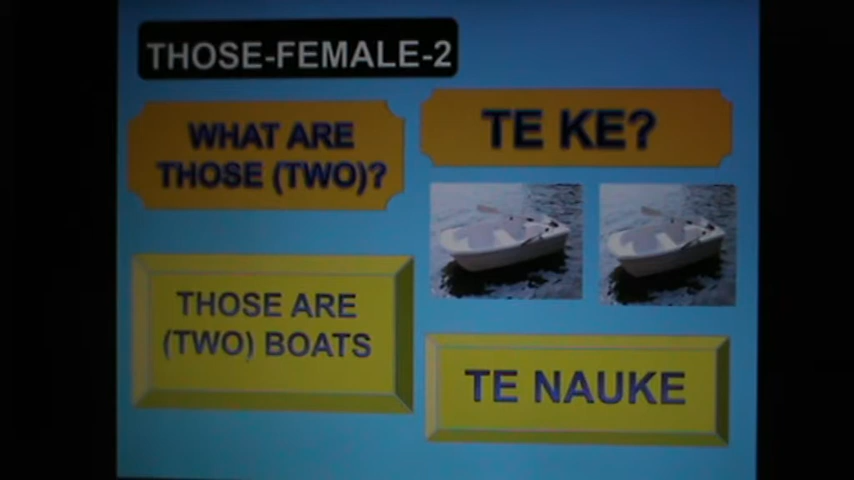 THOSE-FEMALE-2
WHAT ARE
THOSE (TWO)?
TE KE?
THOSE ARE
(TWO) BOATS
TE NAUKE